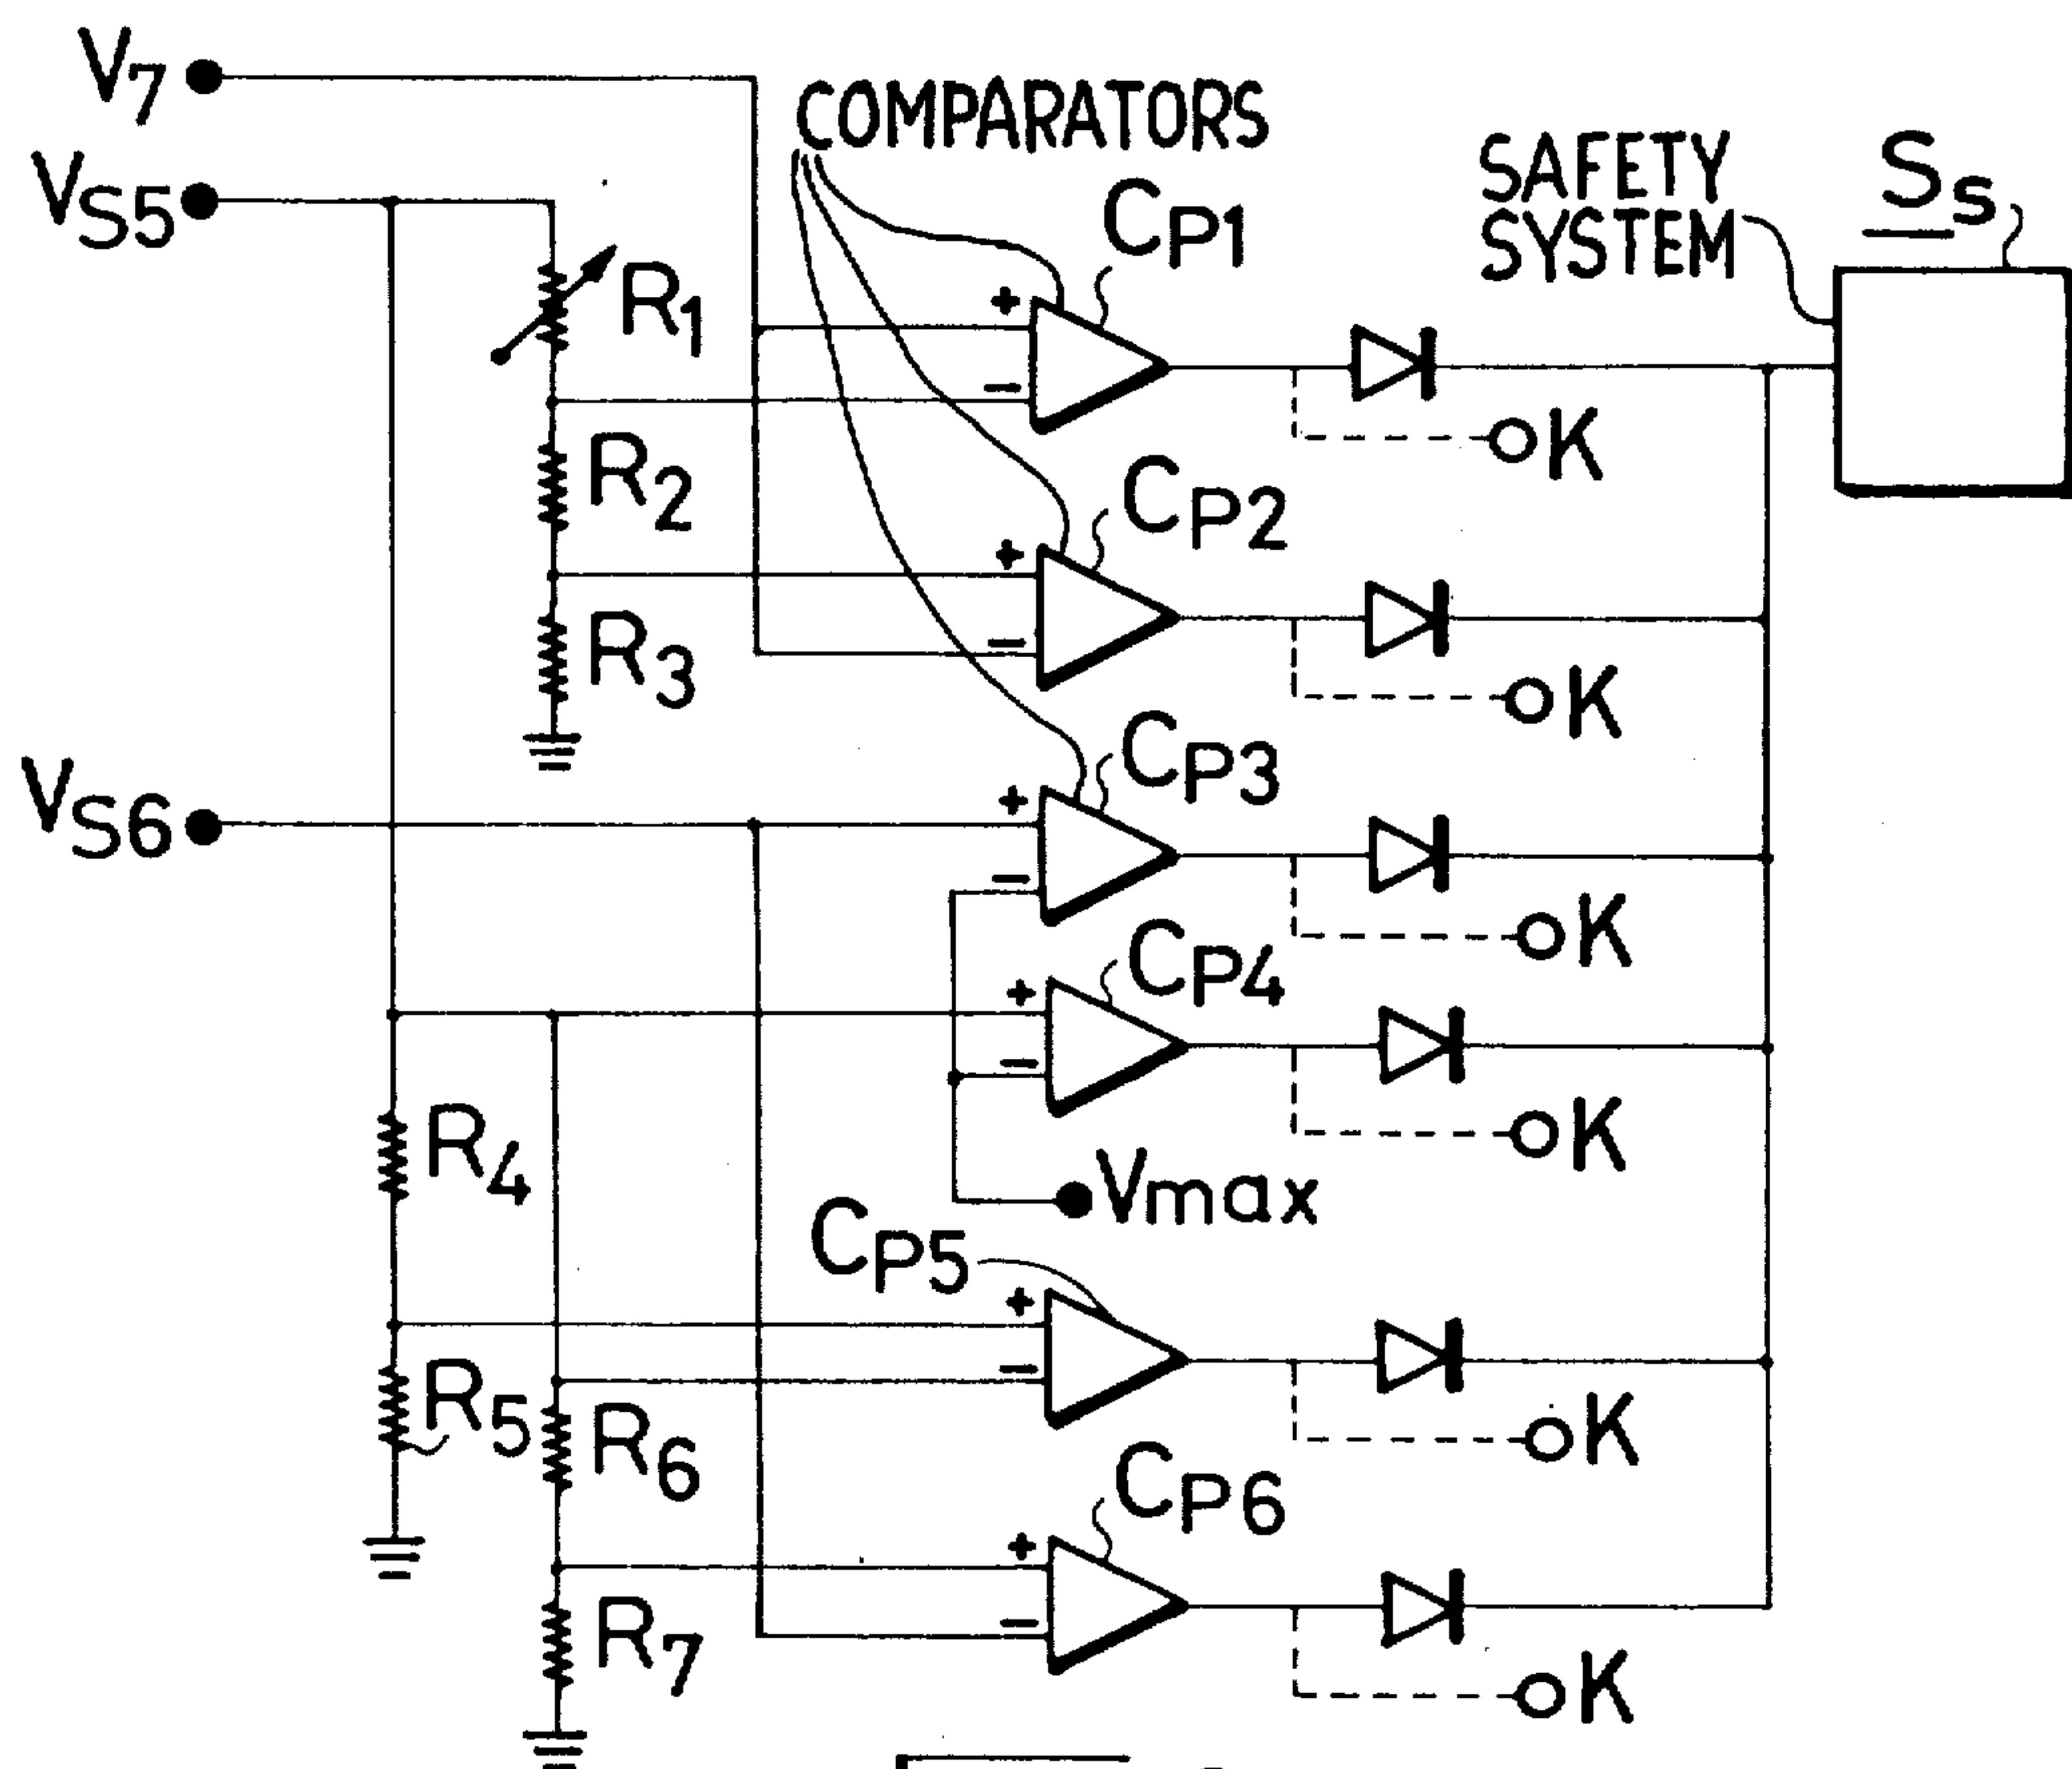 V7
COMPARATORS
SAFETY
SYSTEM
Ss
VS5
CP1
+
R1
−
K
R2
CP2
+
R3
−
K
VS6
CP3
+
−
K
CP4
+
−
K
R4
Vmax
CP5
+
−
R5
R6
K
CP6
+
−
R7
K